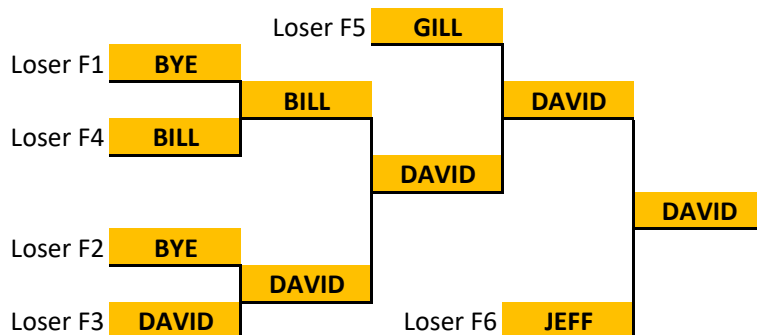 Loser F5 GILL
Loser F1 BYE
BILL DAVID
Loser F4 BILL
DAVID
DAVID
Loser F2 BYE
DAVID
Loser F3 DAVID Loser F6 JEFF